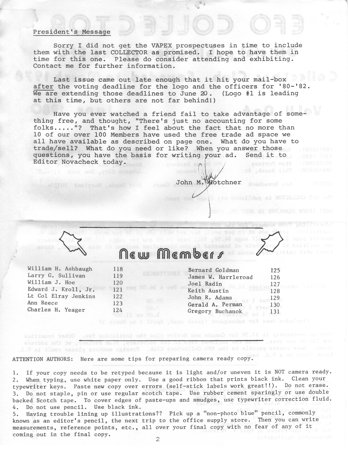 President's Message
Sorry I did not get the VAPEX prospectuses in time to include
them with the last COLLECTOR as promised. I hope to have them in
time for this one. Please do consider attending and exhibiting.
Contact me for further information.
Last issue came out late enough that it hit your mail-box
after the voting deadline for the logo and the officers for '80-'82.
We are extending those deadlines to June 20. (Logo #1 is leading
at this time, but others are not far behind!)
Have you ever watched a friend fail to take advantage of some-
thing free, and thought, "There's just no accounting for some
folks....."? That's how I feel about the fact that no more than
10 of our over 100 Members have used the free trade ad space we
all have available as described on page one. What do you have to
trade/sell? What do you need or like? When you answer those
questions, you have the basis for writing your ad. Send it to
Editor Novacheck today.
John M. Hotchner
New Members
William H. Ashbaugh 118
Larry G. Sullivan 119
William J. Hoe 120
Edward J. Kroll, Jr. 121
Lt Col Elray Jenkins 122
Ann Reece 123
Charles H. Yeager 124
Bernard Goldman 125
James W. Harrleroad 126
Joel Radin 127
Keith Austin 128
John R. Adams 129
Gerald A. Perman 130
Gregory Buchanok 131
ATTENTION AUTHORS: Here are some tips for preparing camera ready copy.
1. If your copy needs to be retyped because it is light and/or uneven it is NOT camera ready.
2. When typing, use white paper only. Use a good ribbon that prints black ink. Clean your
typewriter keys. Paste new copy over errors (self-stick labels work great!!). Do not erase.
3. Do not staple, pin or use regular scotch tape. Use rubber cement sparingly or use double
backed Scotch Tape. To cover edges of paste-ups and smudges, use typewriter correction fluid.
4. Do not use pencil. Use black ink.
5. Having trouble lining up illustrations?? Pick up a "non-photo blue" pencil, commonly
known as an editor's pencil, the next trip to the office supply store. Then you can write
measurements, reference points, etc., all over your final copy with no fear of any of it
coming out in the final copy.
2